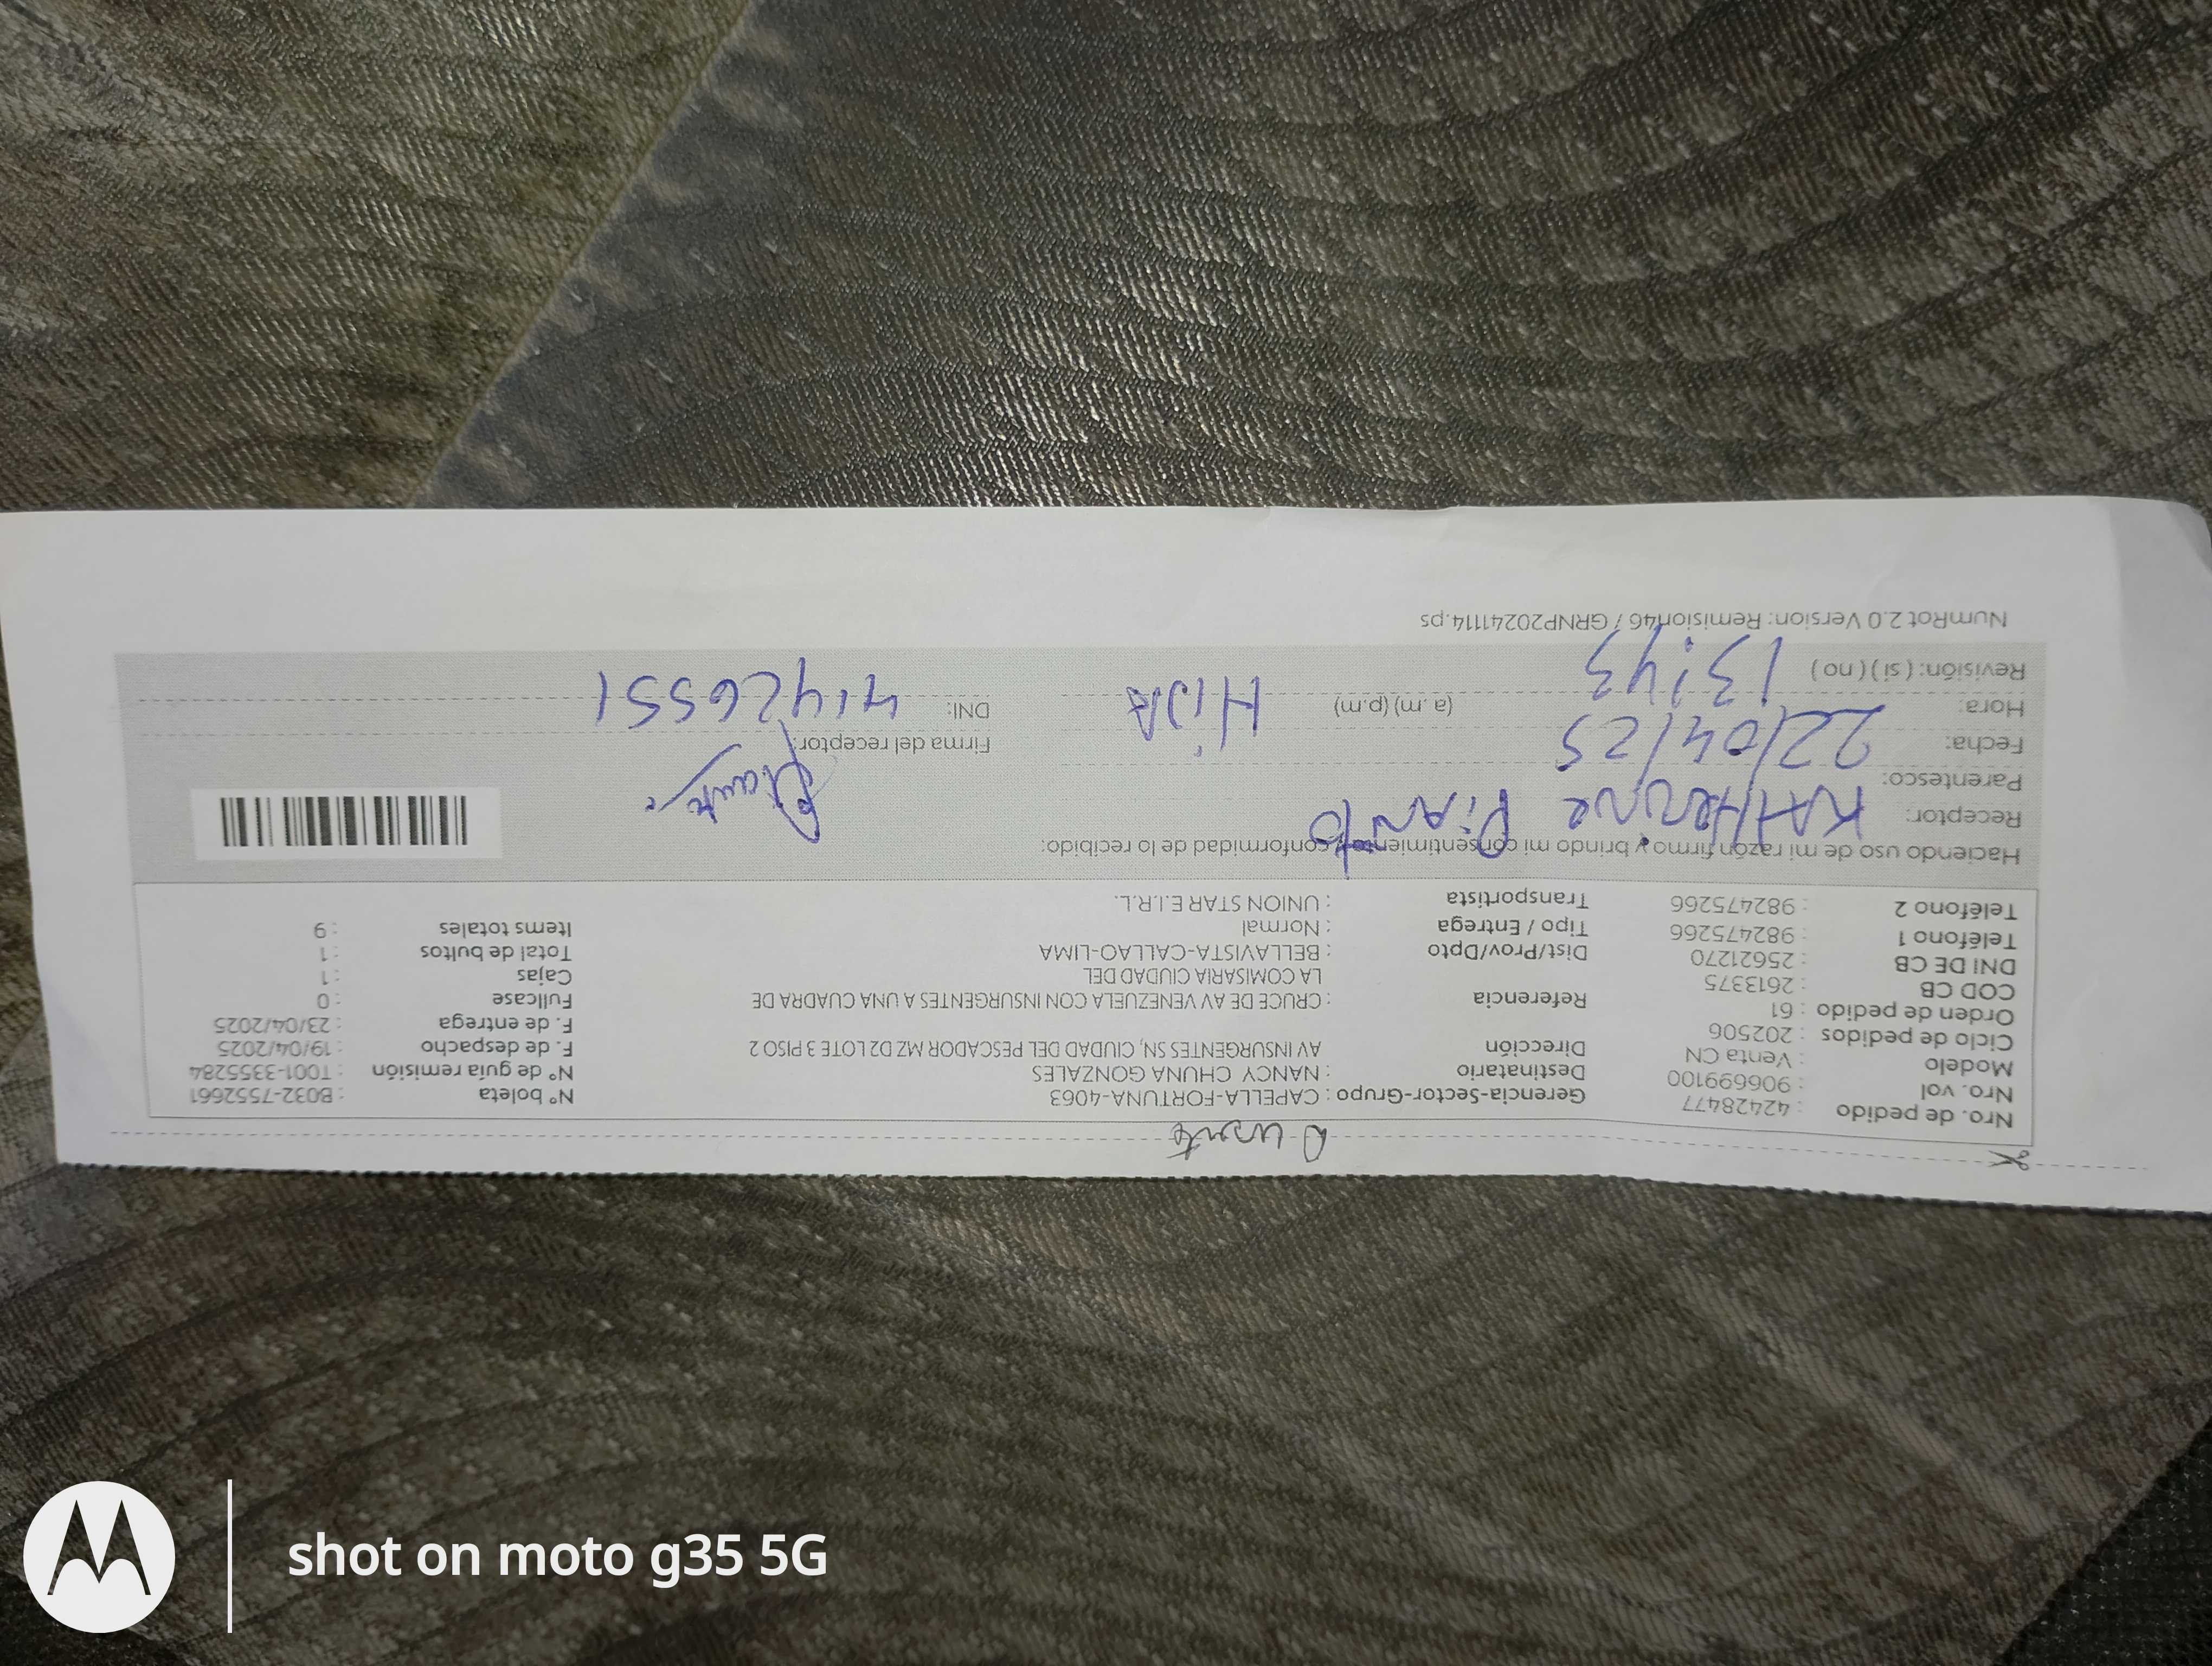 Nro. de pedido : 42428477 Gerencia-Sector-Grupo : CAPELLA-FORTUNA-4063 N° boleta : B032-7552661
Nro. vol : 906699100 Destinatario : NANCY CHUNA GONZALES N° de guía remisión : T001-3355284
Modelo : Venta CN Dirección AV INSURGENTES SN, CIUDAD DEL PESCADOR MZ D2 LOTE 3 PISO 2 F. de despacho : 19/04/2025
Ciclo de pedidos : 202506 F. de entrega : 23/04/2025
Orden de pedido : 61 Referencia : CRUCE DE AV VENEZUELA CON INSURGENTES A UNA CUADRA DE Fullcase : 0
COD CB : 2613375 LA COMISARIA CIUDAD DEL Cajas : 1
DNI DE CB : 25621270 Dist/Prov/Dpto : BELLAVISTA-CALLAO-LIMA Total de bultos : 1
Teléfono 1 : 982475266 Tipo / Entrega : Normal Items totales : 9
Teléfono 2 : 982475266 Transportista : UNION STAR E.I.R.L.
Haciendo uso de mi razón firmo y brindo mi consentimiento y conformidad de lo recibido:
Receptor: KAtHerine
Parentesco: HiJA
Fecha: 22/04/25 Firma del receptor:
Hora: 13:43 (a .m) (p.m) DNI: 41426551
Revisión: ( si ) ( no )
NumRot 2.0 Version: Remision46 / GRNP20241114.ps
shot on moto g35 5G